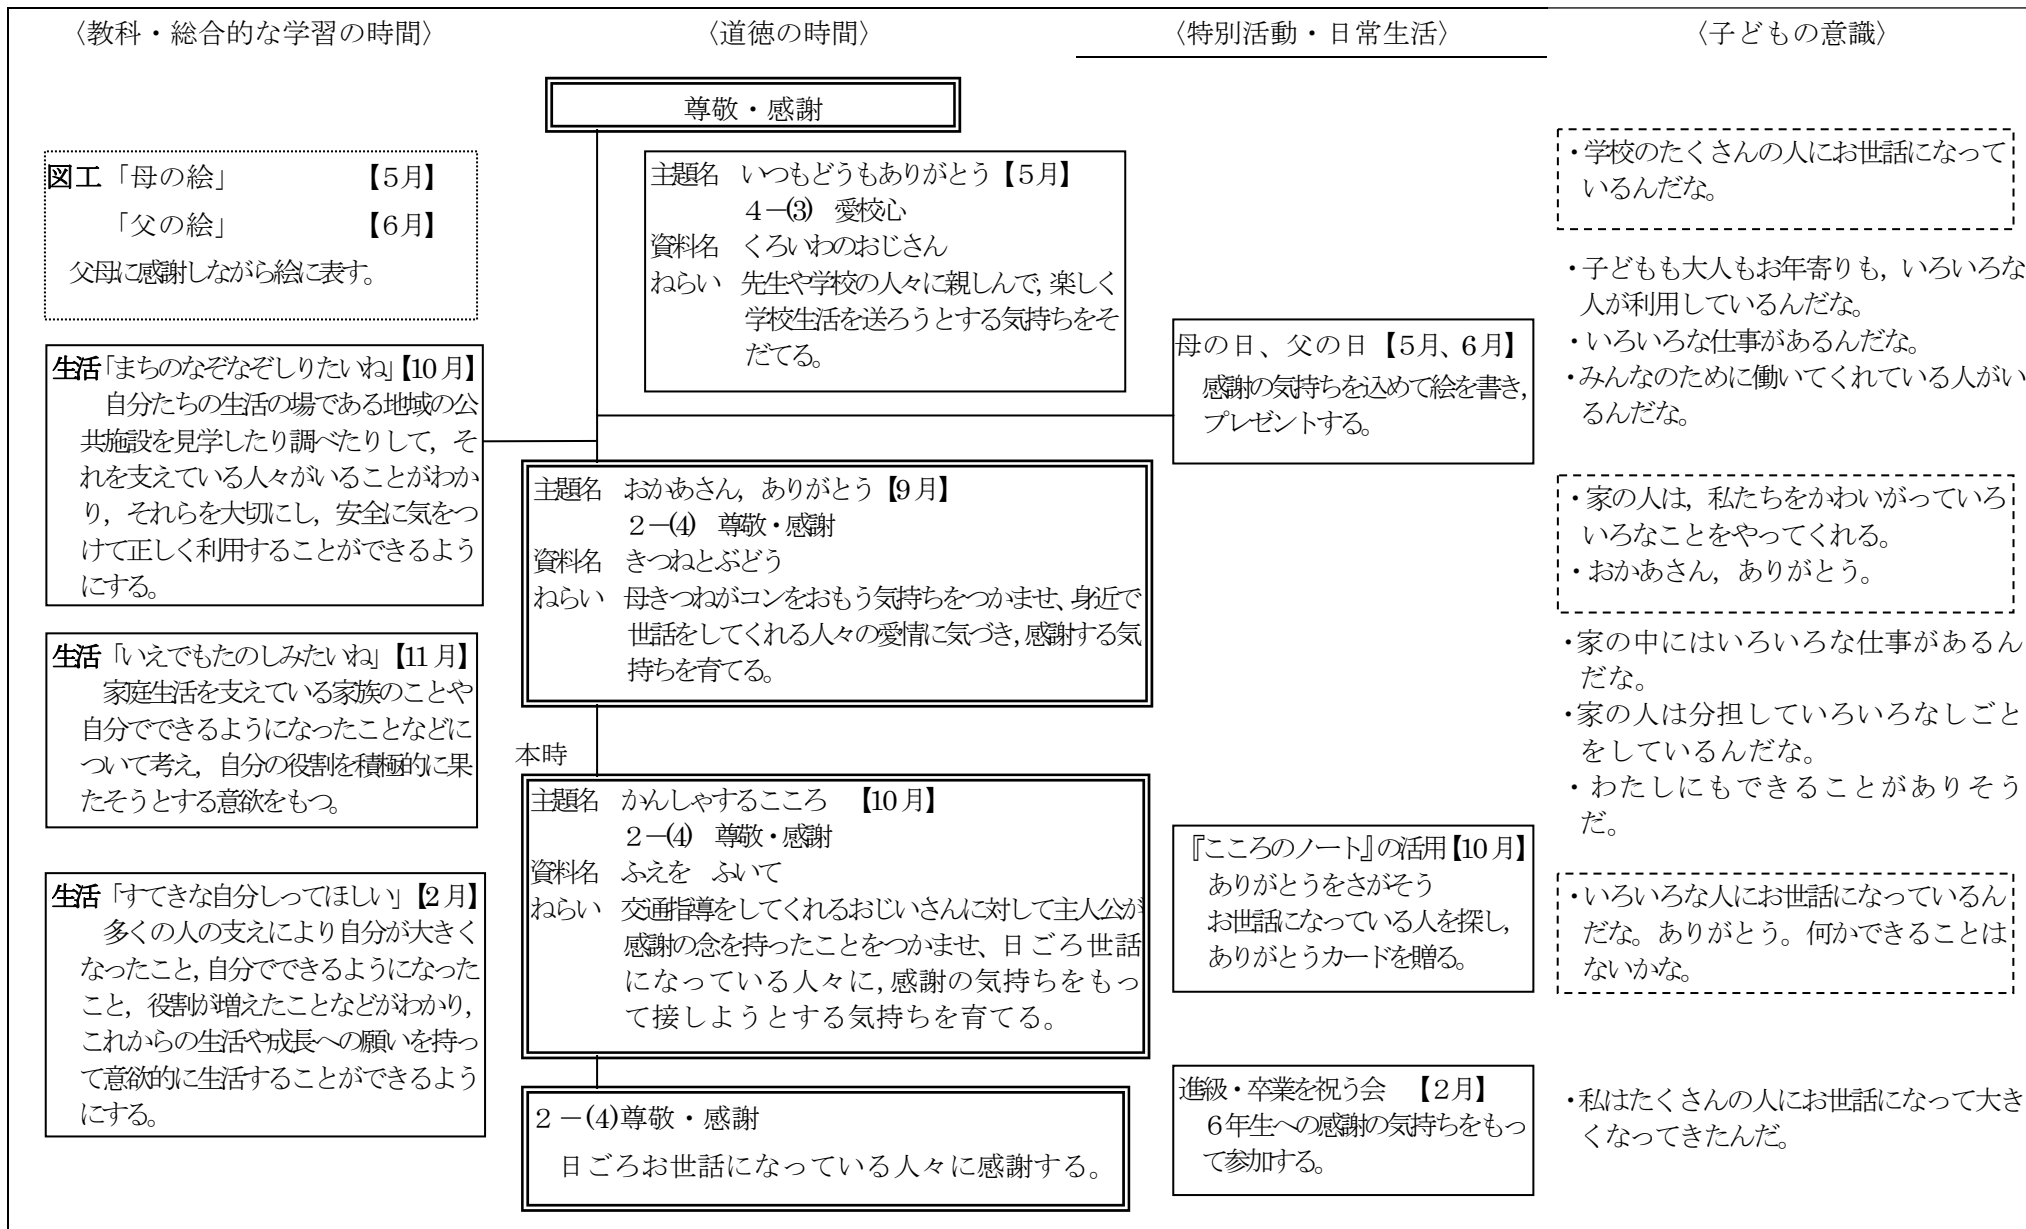 〈教科・総合的な学習の時間〉
〈道徳の時間〉
〈特別活動・日常生活〉
〈子どもの意識〉
尊敬・感謝
図工「母の絵」　【5月】
「父の絵」　【6月】
父母に感謝しながら絵に表す。
生活「まちのなぞなぞしりたいね」【10月】
自分たちの生活の場である地域の公
共施設を見学したり調べたりして，そ
れを支えている人々がいることがわか
り，それらを大切にし，安全に気をつ
けて正しく利用することができるよう
にする。
生活「いえでもたのしみたいね」【11月】
家庭生活を支えている家族のことや
自分でできるようになったことなどに
ついて考え，自分の役割を積極的に果
たそうとする意欲をもつ。
生活「すてきな自分しってほしい」【2月】
多くの人の支えにより自分が大きく
なったこと，自分でできるようになった
こと，役割が増えたことなどがわかり，
これからの生活や成長への願いを持っ
て意欲的に生活することができるよう
にする。
主題名　いつもどうもありがとう【5月】
４－(3)　愛校心
資料名　くろいわのおじさん
ねらい　先生や学校の人々に親しんで，楽しく
学校生活を送ろうとする気持ちをそ
だてる。
主題名　おかあさん，ありがとう【9月】
２－(4)　尊敬・感謝
資料名　きつねとぶどう
ねらい　母きつねがコンをおもう気持ちをつかませ、身近で
世話をしてくれる人々の愛情に気づき，感謝する気
持ちを育てる。
本時
主題名　かんしゃするこころ　【10月】
２－(4)　尊敬・感謝
資料名　ふえを　ふいて
ねらい　交通指導をしてくれるおじいさんに対して主人公が
感謝の念を持ったことをつかませ、日ごろ世話
になっている人々に，感謝の気持ちをもっ
て接しようとする気持ちを育てる。
２－(4)尊敬・感謝
日ごろお世話になっている人々に感謝する。
母の日、父の日【5月、6月】
感謝の気持ちを込めて絵を書き，
プレゼントする。
『こころのノート』の活用【10月】
ありがとうをさがそう
お世話になっている人を探し，
ありがとうカードを贈る。
進級・卒業を祝う会　【２月】
６年生への感謝の気持ちをもっ
て参加する。
・学校のたくさんの人にお世話になって
いるんだな。
・子どもも大人もお年寄りも，いろいろな
人が利用しているんだな。
・いろいろな仕事があるんだな。
・みんなのために働いてくれている人がい
るんだな。
・家の人は，私たちをかわいがっていろ
いろなことをやってくれる。
・おかあさん，ありがとう。
・家の中にはいろいろな仕事があるん
だな。
・家の人は分担していろいろなしごと
をしているんだな。
・わたしにもできることがありそう
だ。
・いろいろな人にお世話になっているん
だな。ありがとう。何かできることは
ないかな。
・私はたくさんの人にお世話になって大き
くなってきたんだ。